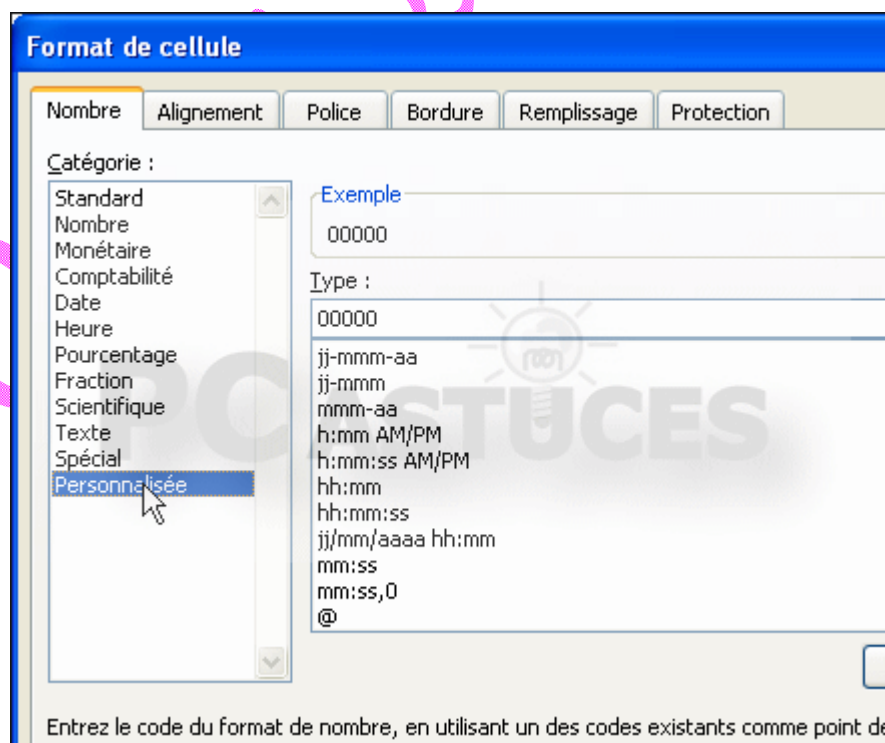 Format de cellule
Nombre Alignement Police Bordure Remplissage Protection
Catégorie :
Standard
Nombre
Monétaire
Comptabilité
Date
Heure
Pourcentage
Fraction
Scientifique
Texte
Spécial
Personnalisée
Exemple
00000
Type :
00000
jj-mmm-aa
jj-mmm
mmm-aa
h:mm AM/PM
h:mm:ss AM/PM
hh:mm
hh:mm:ss
jj/mm/aaaa hh:mm
mm:ss
mm:ss,0
@
PC ASTUCES
Entrez le code du format de nombre, en utilisant un des codes existants comme point